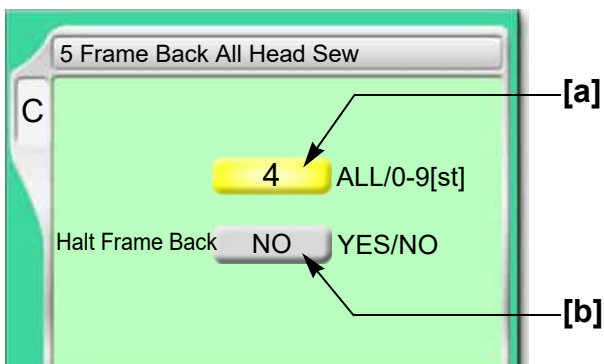 5 Frame Back All Head Sew
[a]
C
4 ALL/0-9[st]
Halt Frame Back NO YES/NO
[b]